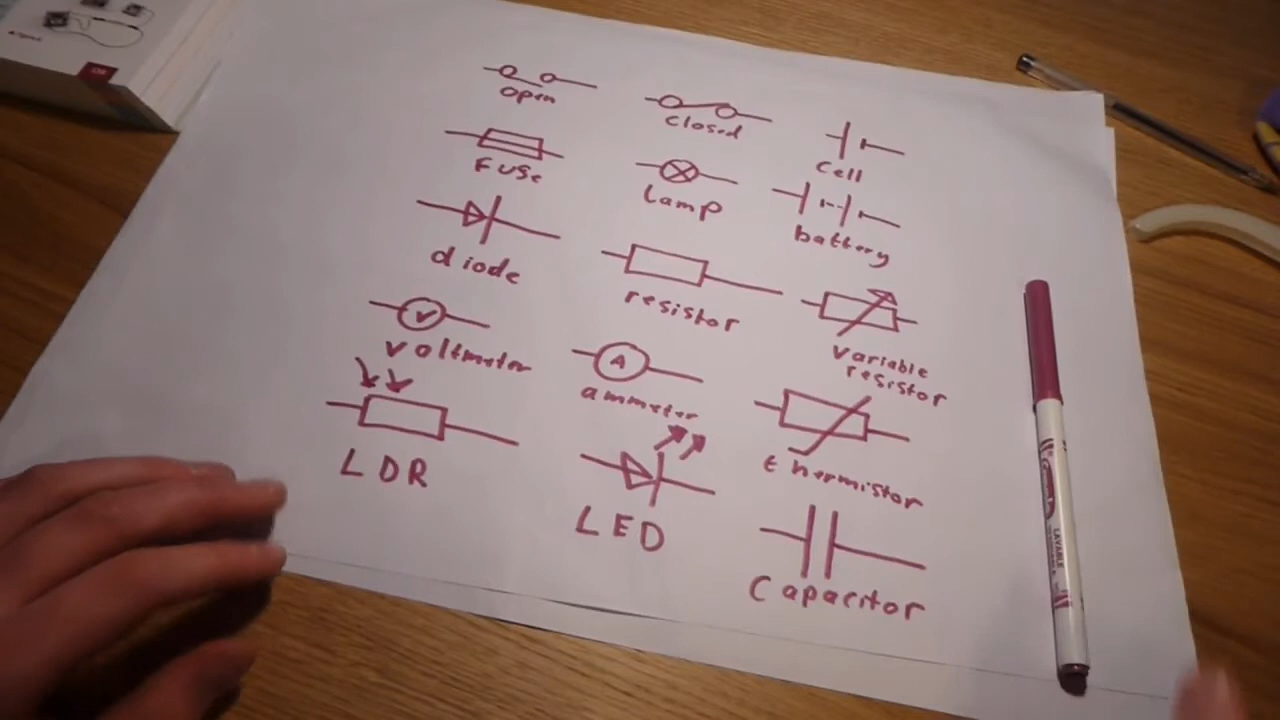 open
closed
cell
fuse
lamp
battery
diode
resistor
variable
resistor
V
voltmeter
A
ammeter
thermistor
LDR
LED
Capacitor